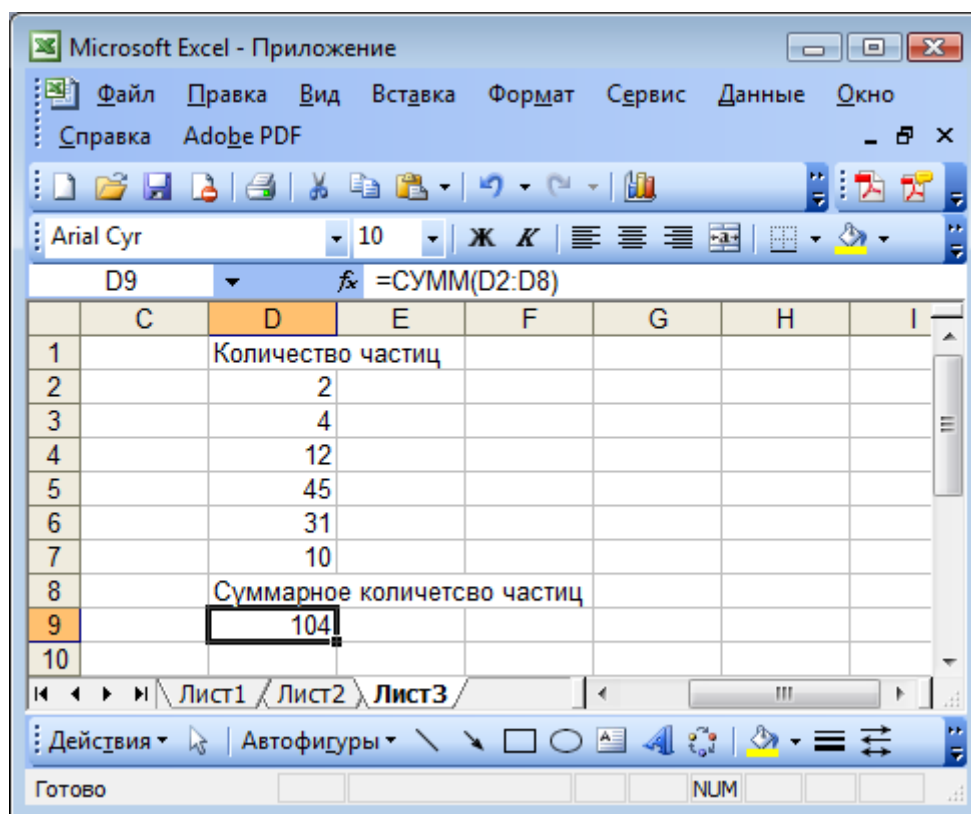 Microsoft Excel - Приложение
Файл Правка Вид Вставка Формат Сервис Данные Окно
Справка Adobe PDF
Arial Cyr 10 Ж К
D9 fx =СУММ(D2:D8)
C D E F G H I
1 Количество частиц
2 2
3 4
4 12
5 45
6 31
7 10
8 Суммарное количетсво частиц
9 104
10
Лист1 Лист2 Лист3
Действия Автофигуры
Готово NUM